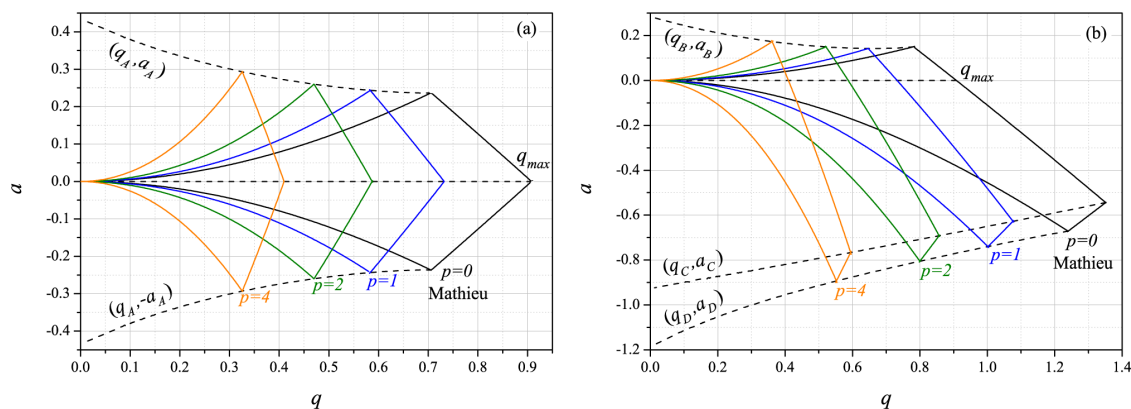 (a)
0.4
0.3
0.2
0.1
0.0
-0.1
-0.2
-0.3
-0.4
a
(q_A, a_A)
q_max
(q_A, -a_A)
p=4
p=2
p=1
p=0
Mathieu
0.0 0.1 0.2 0.3 0.4 0.5 0.6 0.7 0.8 0.9
q
(b)
0.2
0.0
-0.2
-0.4
-0.6
-0.8
-1.0
-1.2
a
(q_B, a_B)
q_max
(q_C, a_C)
(q_D, a_D)
p=4
p=2
p=1
p=0
Mathieu
0.0 0.2 0.4 0.6 0.8 1.0 1.2 1.4
q